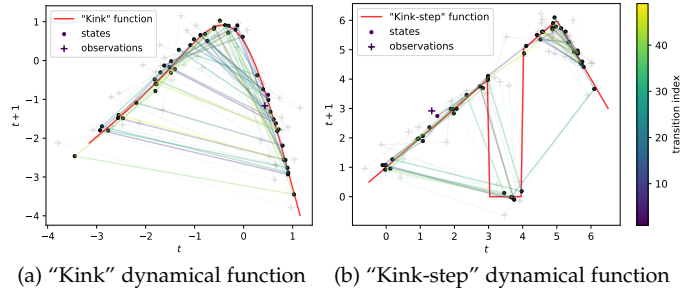 "Kink" function
states
observations
t + 1
1
0
−1
−2
−3
−4
−4 −3 −2 −1 0 1
t
"Kink-step" function
states
observations
t + 1
6
5
4
3
2
1
0
0 1 2 3 4 5 6
t
40
30
20
10
transition index
(a) “Kink” dynamical function
(b) “Kink-step” dynamical function